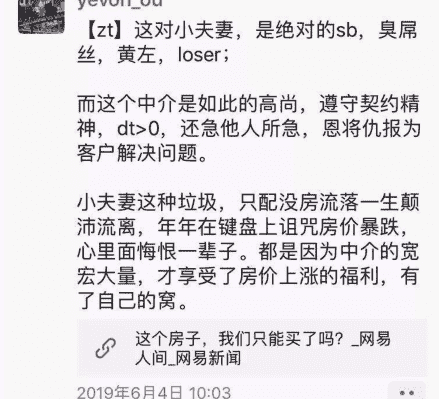 yevon_ou
【zt】这对小夫妻，是绝对的sb，臭屌
丝，黄左，loser；
而这个中介是如此的高尚，遵守契约精
神，dt>0，还急他人所急，恩将仇报为
客户解决问题。
小夫妻这种垃圾，只配没房流落一生颠
沛流离，年年在键盘上诅咒房价暴跌，
心里面悔恨一辈子。都是因为中介的宽
宏大量，才享受了房价上涨的福利，有
了自己的窝。
这个房子，我们只能买了吗？_网易
人间_网易新闻
2019年6月4日 10:03